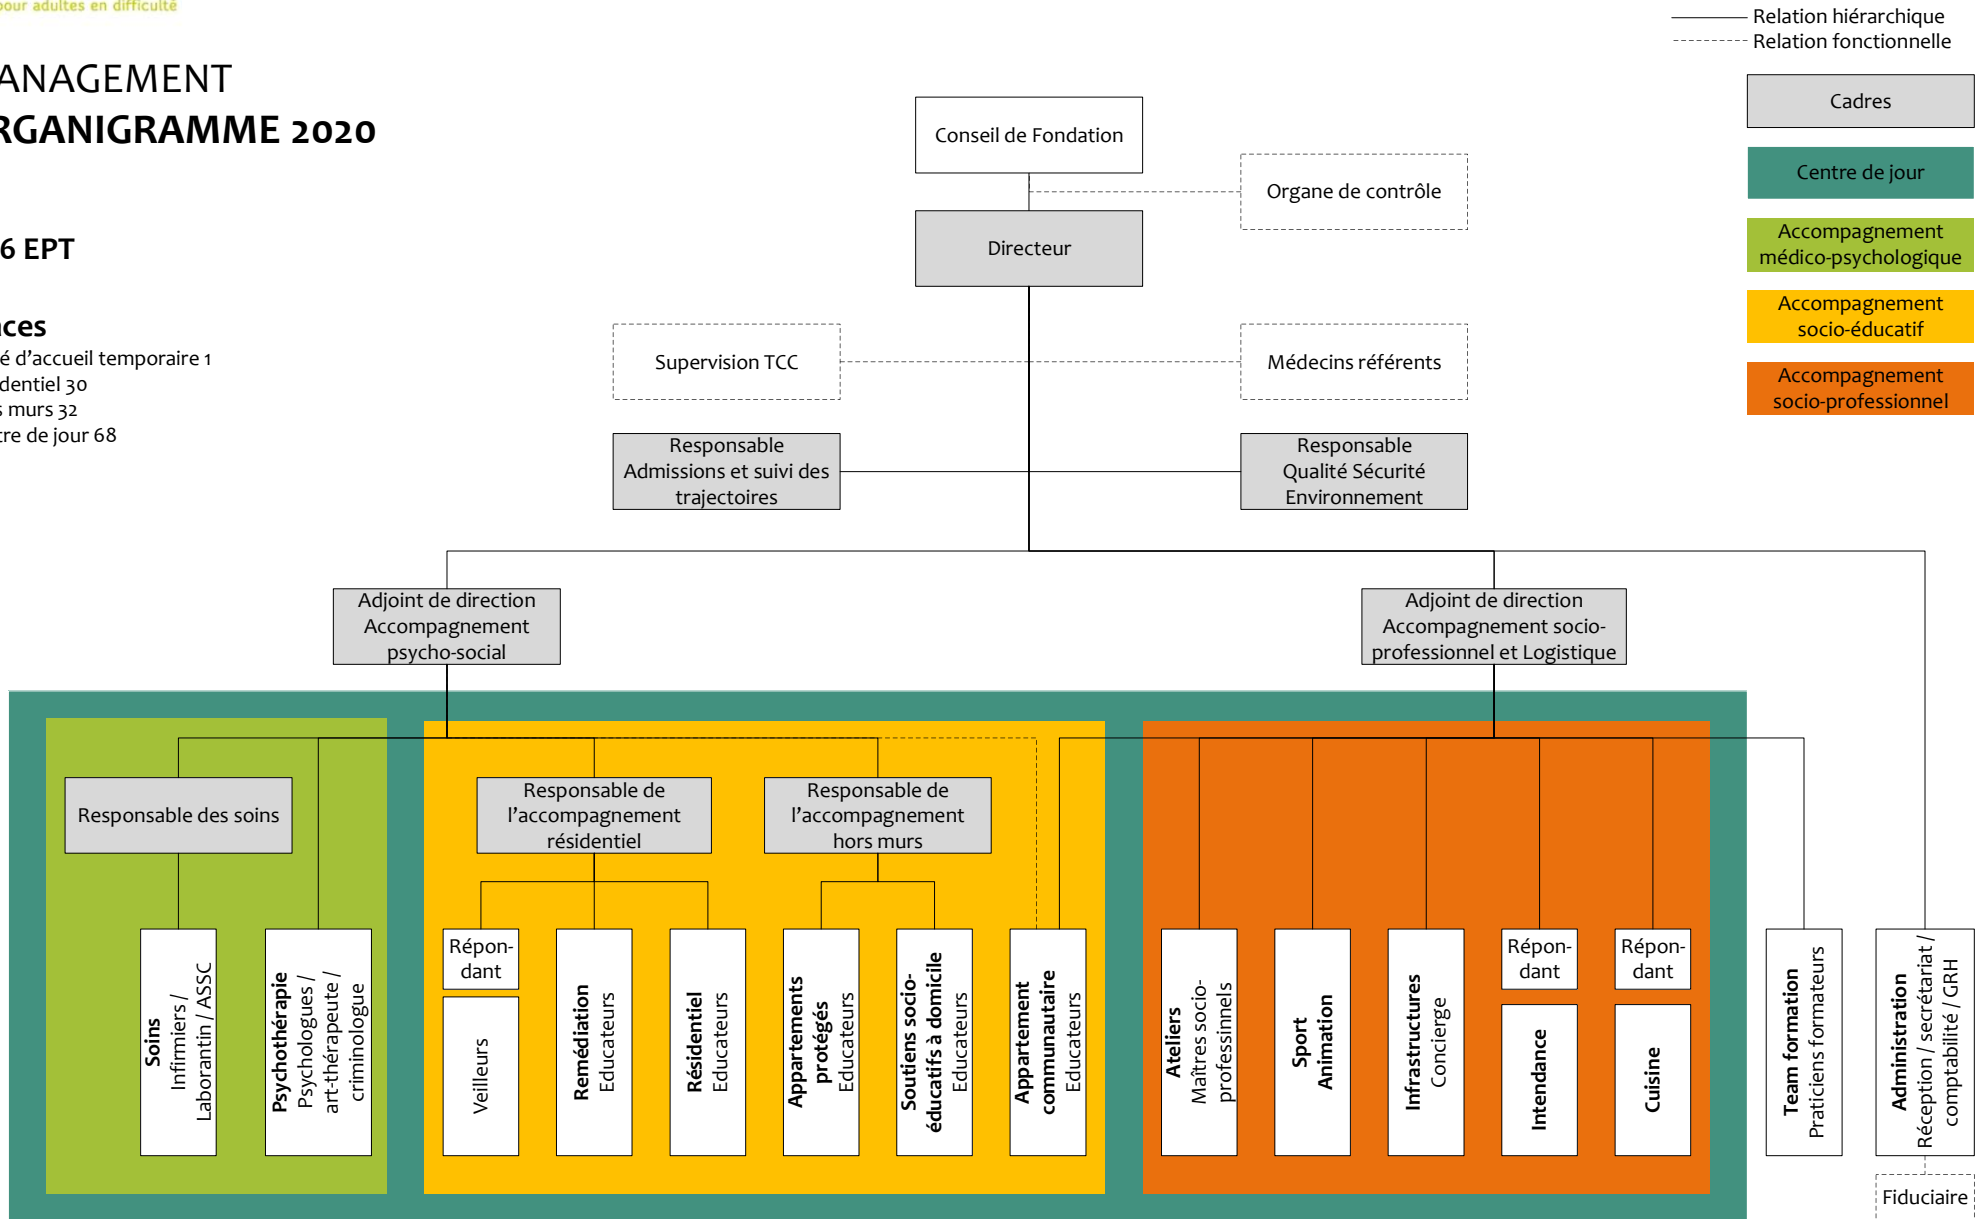 pour adultes en difficulté
ANAGEMENT
RGANIGRAMME 2020
6 EPT
aces
é d'accueil temporaire 1
dentiel 30
s murs 32
tre de jour 68
Relation hiérarchique
Relation fonctionnelle
Cadres
Centre de jour
Accompagnement
médico-psychologique
Accompagnement
socio-éducatif
Accompagnement
socio-professionnel
Conseil de Fondation
Organe de contrôle
Directeur
Supervision TCC
Médecins référents
Responsable
Admissions et suivi des
trajectoires
Responsable
Qualité Sécurité
Environnement
Adjoint de direction
Accompagnement
psycho-social
Adjoint de direction
Accompagnement socio-
professionnel et Logistique
Responsable des soins
Responsable de
l'accompagnement
résidentiel
Responsable de
l'accompagnement
hors murs
Soins
Infirmiers /
Laborantin / ASSC
Psychothérapie
Psychologues /
art-thérapeute /
criminologue
Répon-
dant
Veilleurs
Remédiation
Educateurs
Résidentiel
Educateurs
Appartements
protégés
Educateurs
Soutiens socio-
éducatifs à domicile
Educateurs
Appartement
communautaire
Educateurs
Ateliers
Maîtres socio-
professionnels
Sport
Animation
Infrastructures
Concierge
Répon-
dant
Intendance
Répon-
dant
Cuisine
Team formation
Praticiens formateurs
Administration
Réception / secrétariat /
comptabilité / GRH
Fiduciaire